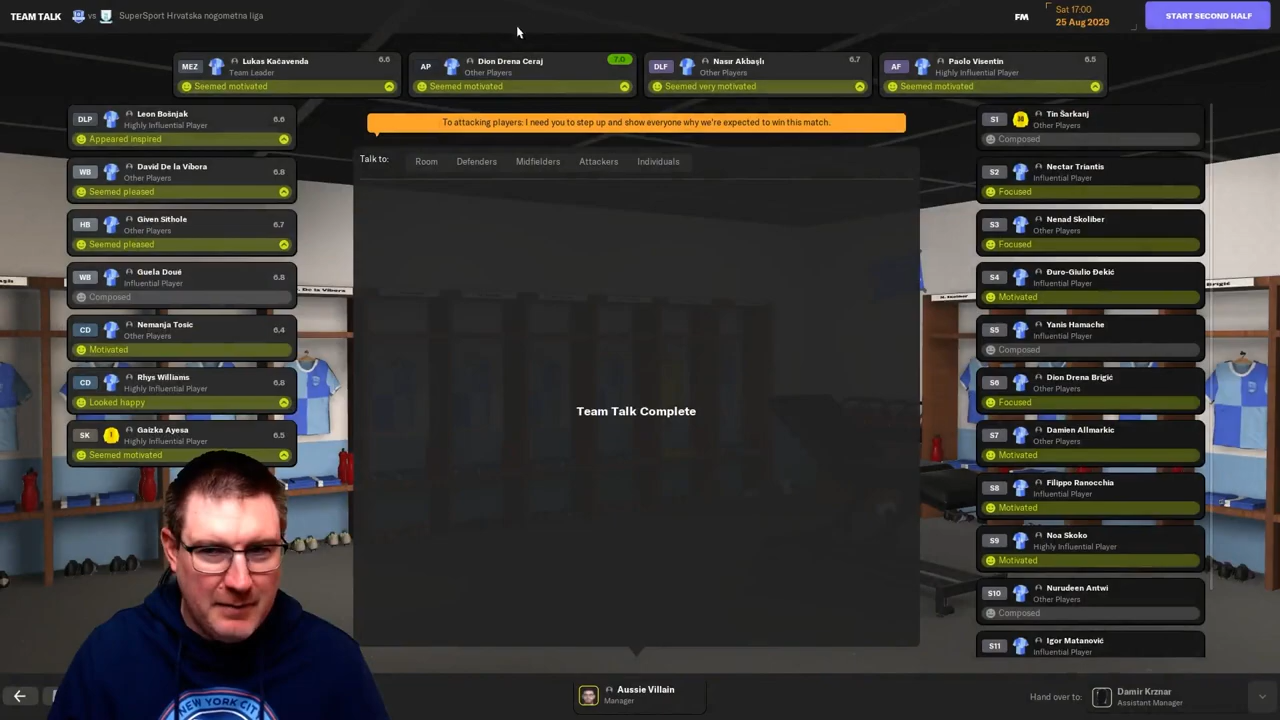 TEAM TALK vs SuperSport Hrvatska nogometna liga
FM
Sat 17:00
25 Aug 2029
START SECOND HALF
MEZ Lukas Kačavenda 6.6
Team Leader
Seemed motivated
AP Dion Drena Ceraj 7.0
Other Players
Seemed motivated
DLF Nasır Akbaşlı 6.7
Other Players
Seemed very motivated
AF Paolo Visentin 6.5
Highly Influential Player
Seemed motivated
DLP Leon Bošnjak 6.6
Highly Influential Player
Appeared inspired
WB David De la Víbora 6.8
Other Players
Seemed pleased
HB Given Sithole 6.7
Other Players
Seemed pleased
WB Guela Doué 6.8
Influential Player
Composed
CD Nemanja Tosic 6.4
Other Players
Motivated
CD Rhys Williams 6.8
Highly Influential Player
Looked happy
SK Gaizka Ayesa 6.5
Highly Influential Player
Seemed motivated
To attacking players: I need you to step up and show everyone why we're expected to win this match.
Talk to: Room Defenders Midfielders Attackers Individuals
Team Talk Complete
S1 Tin Šarkanj
Other Players
Composed
S2 Nectar Triantis
Influential Player
Focused
S3 Nenad Skoliber
Other Players
Focused
S4 Đuro-Giulio Đekić
Influential Player
Motivated
S5 Yanis Hamache
Influential Player
Composed
S6 Dion Drena Brigić
Other Players
Focused
S7 Damien Allmarkic
Other Players
Motivated
S8 Filippo Ranocchia
Influential Player
Motivated
S9 Noa Skoko
Highly Influential Player
Motivated
S10 Nurudeen Antwi
Other Players
Composed
S11 Igor Matanović
Influential Player
NEW YORK CITY
Aussie Villain
Manager
Hand over to: Damir Krznar
Assistant Manager